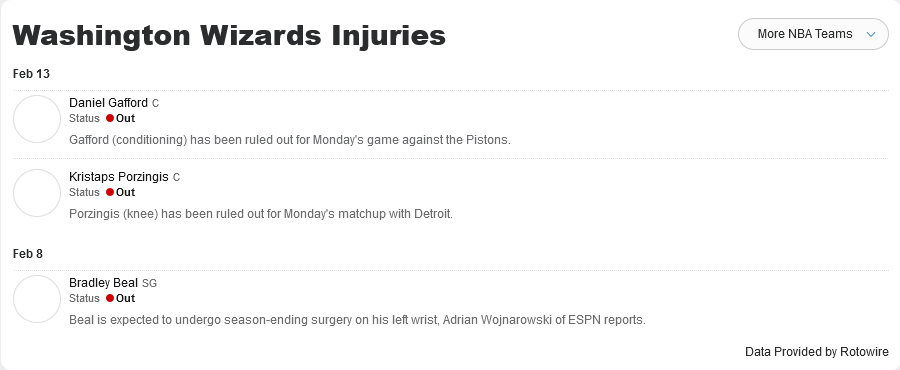 Washington Wizards Injuries
More NBA Teams
Feb 13
Daniel Gafford C
Status Out
Gafford (conditioning) has been ruled out for Monday's game against the Pistons.
Kristaps Porzingis C
Status Out
Porzingis (knee) has been ruled out for Monday's matchup with Detroit.
Feb 8
Bradley Beal SG
Status Out
Beal is expected to undergo season-ending surgery on his left wrist, Adrian Wojnarowski of ESPN reports.
Data Provided by Rotowire